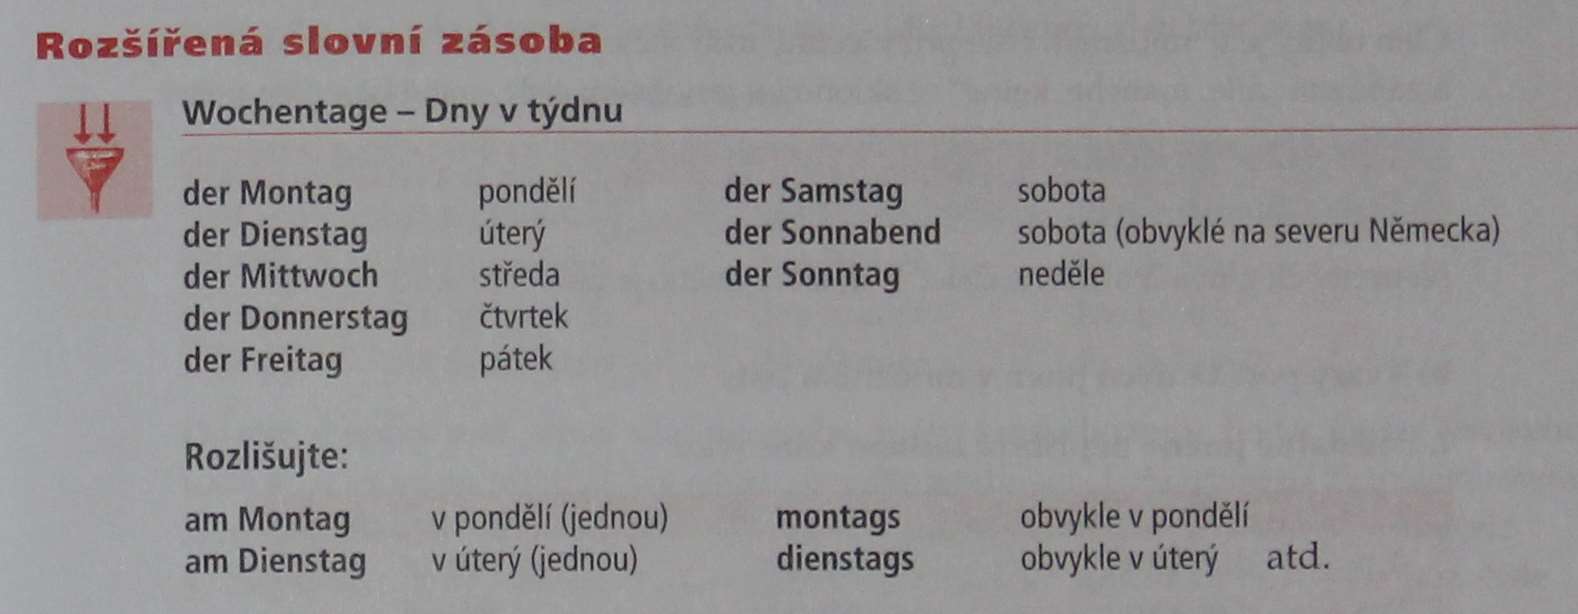 Rozšířená slovní zásoba
Wochentage – Dny v týdnu
der Montag pondělí der Samstag sobota
der Dienstag úterý der Sonnabend sobota (obvyklé na severu Německa)
der Mittwoch středa der Sonntag neděle
der Donnerstag čtvrtek
der Freitag pátek
Rozlišujte:
am Montag v pondělí (jednou) montags obvykle v pondělí
am Dienstag v úterý (jednou) dienstags obvykle v úterý atd.